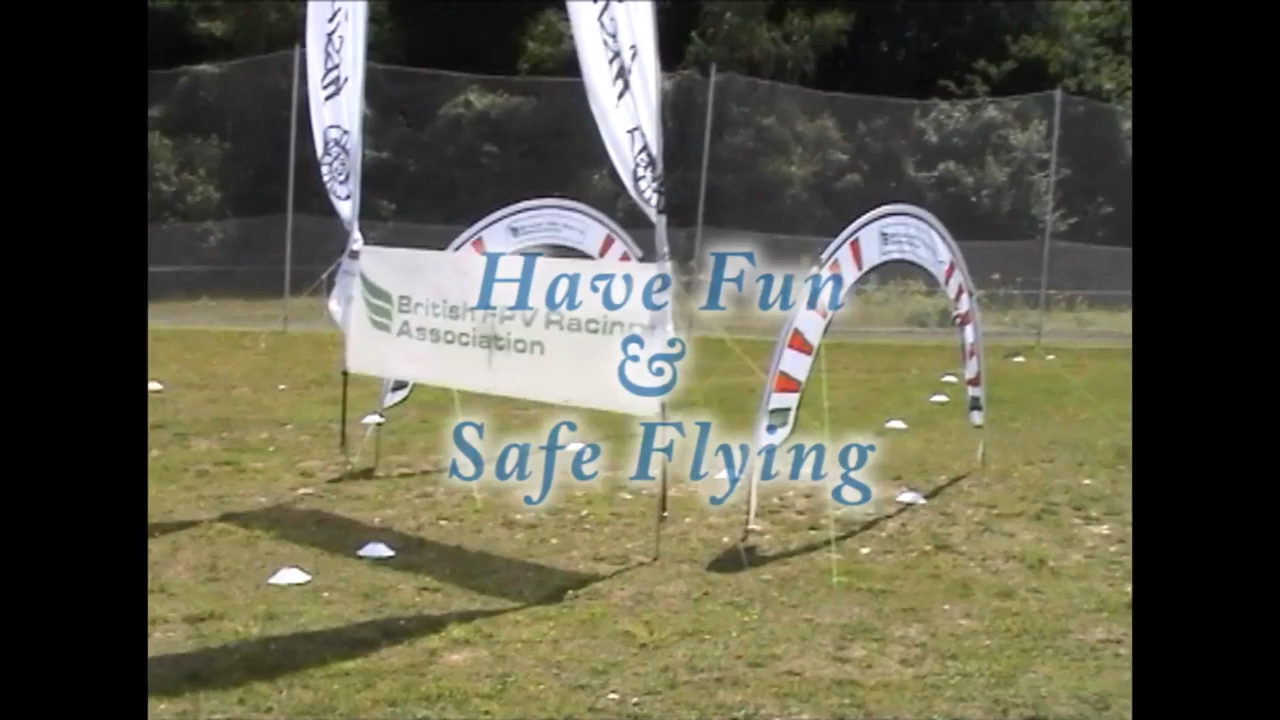 British FPV Racing
Association
Have Fun
&
Safe Flying